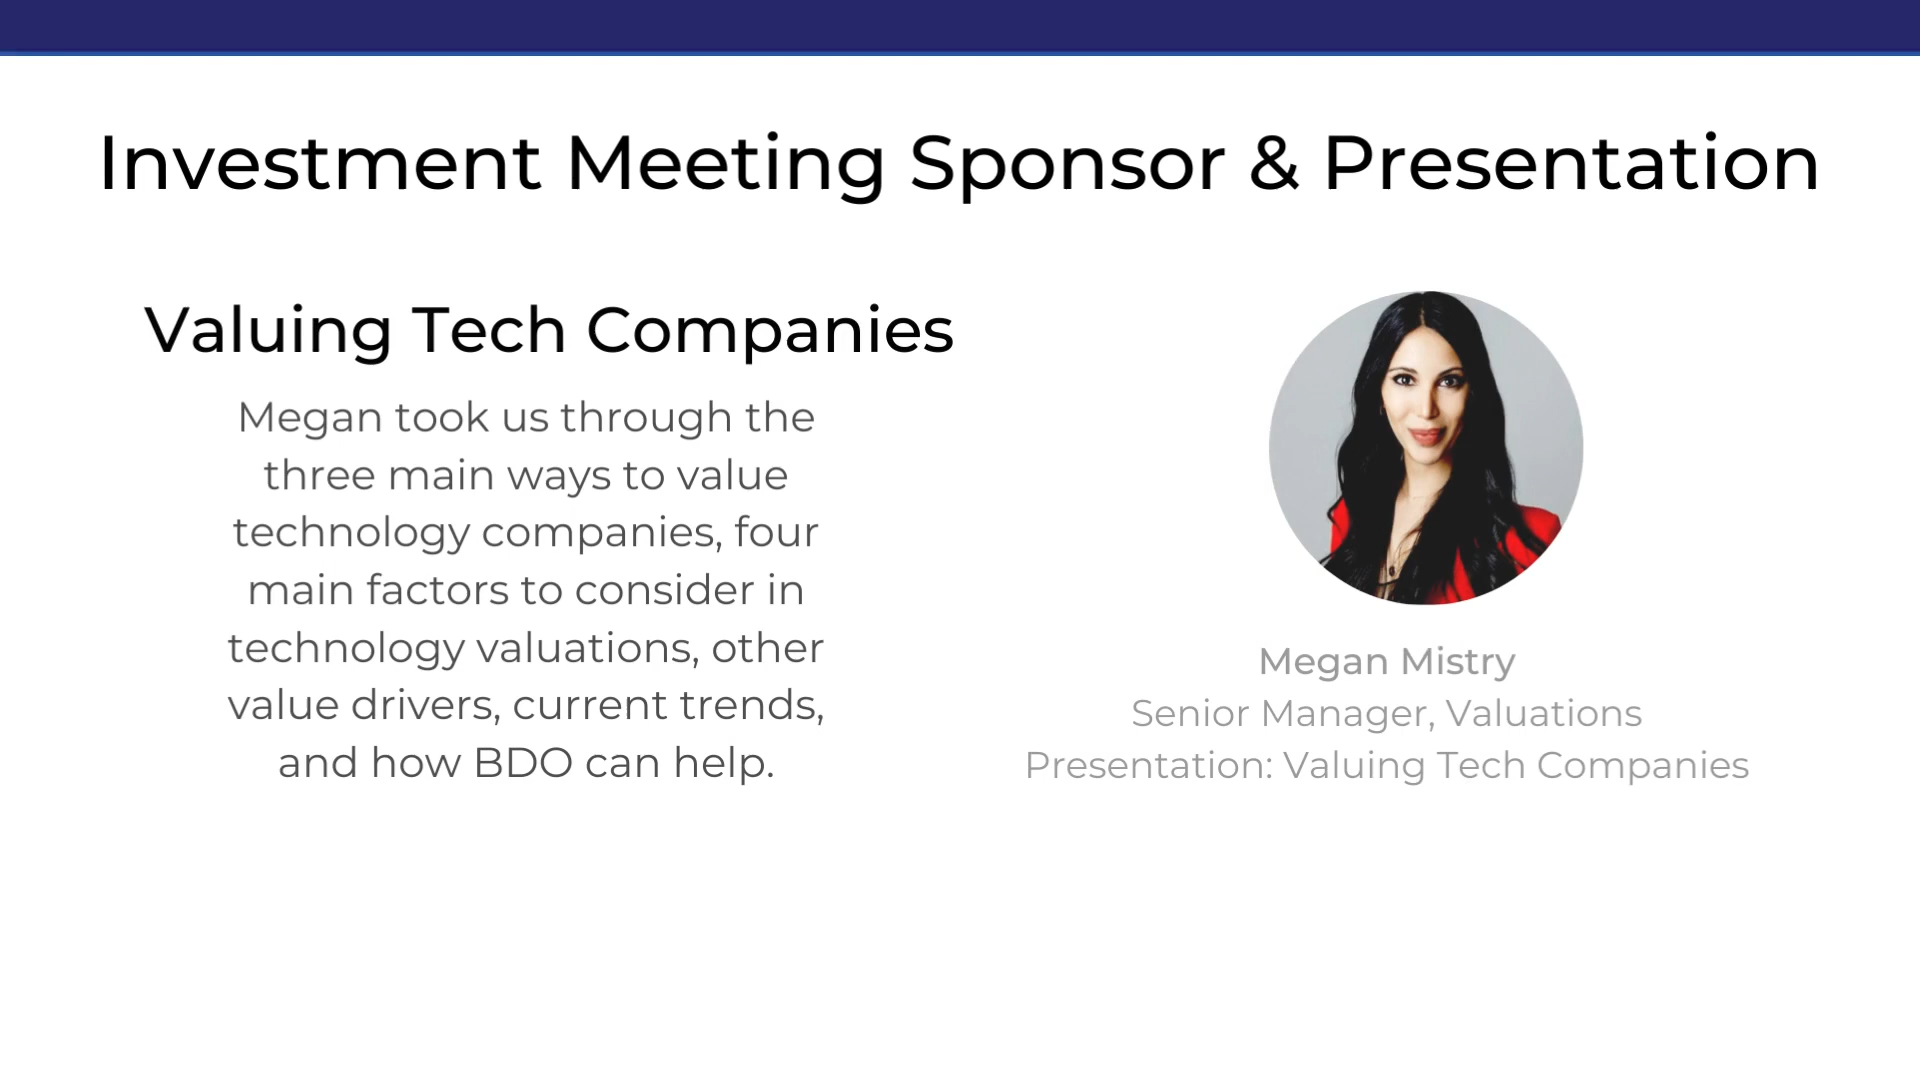 Investment Meeting Sponsor & Presentation
Valuing Tech Companies
Megan took us through the
three main ways to value
technology companies, four
main factors to consider in
technology valuations, other
value drivers, current trends,
and how BDO can help.
Megan Mistry
Senior Manager, Valuations
Presentation: Valuing Tech Companies